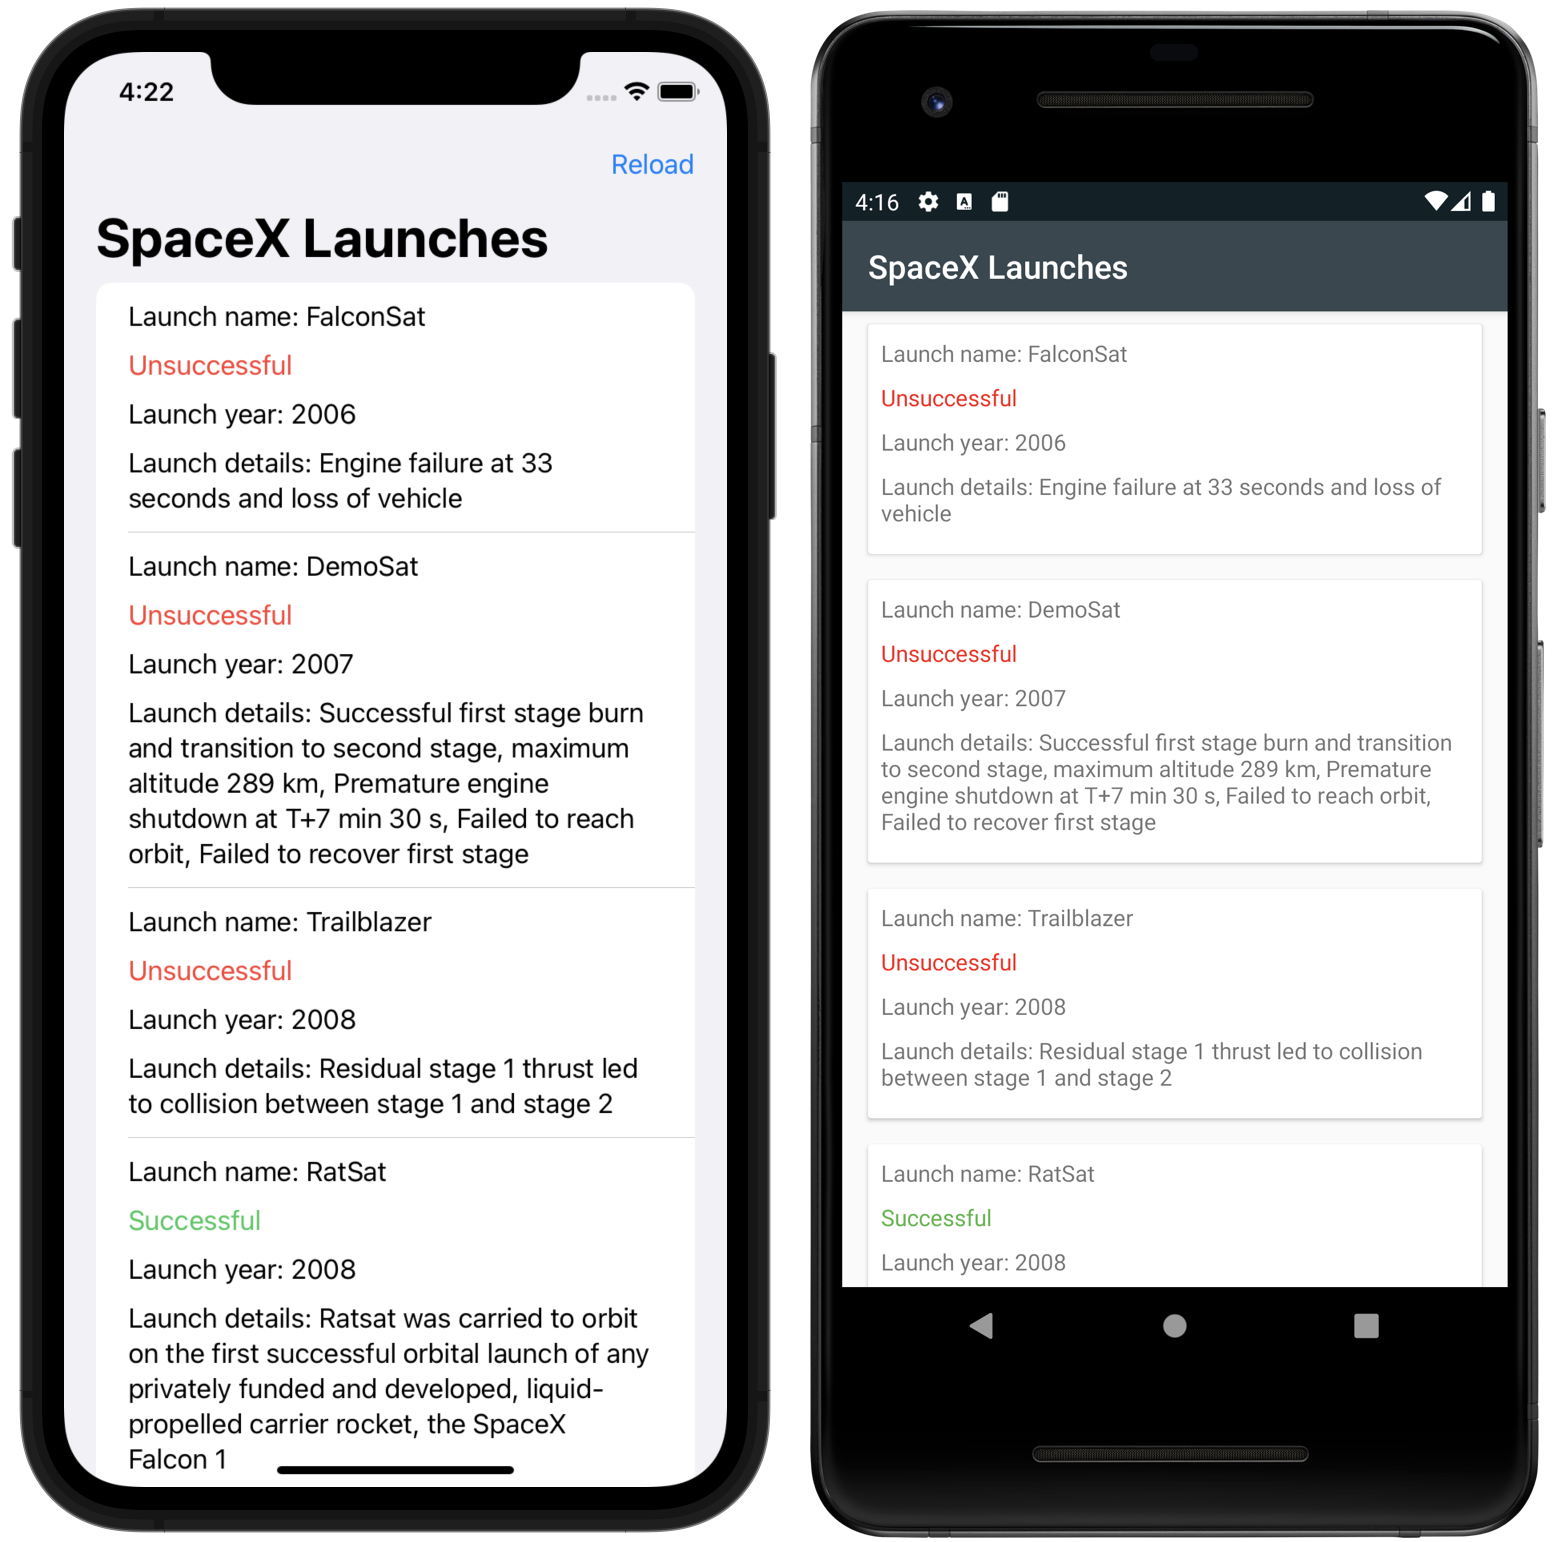 4:22
Reload
SpaceX Launches
Launch name: FalconSat
Unsuccessful
Launch year: 2006
Launch details: Engine failure at 33
seconds and loss of vehicle
Launch name: DemoSat
Unsuccessful
Launch year: 2007
Launch details: Successful first stage burn
and transition to second stage, maximum
altitude 289 km, Premature engine
shutdown at T+7 min 30 s, Failed to reach
orbit, Failed to recover first stage
Launch name: Trailblazer
Unsuccessful
Launch year: 2008
Launch details: Residual stage 1 thrust led
to collision between stage 1 and stage 2
Launch name: RatSat
Successful
Launch year: 2008
Launch details: Ratsat was carried to orbit
on the first successful orbital launch of any
privately funded and developed, liquid-
propelled carrier rocket, the SpaceX
Falcon 1
4:16 A
SpaceX Launches
Launch name: FalconSat
Unsuccessful
Launch year: 2006
Launch details: Engine failure at 33 seconds and loss of
vehicle
Launch name: DemoSat
Unsuccessful
Launch year: 2007
Launch details: Successful first stage burn and transition
to second stage, maximum altitude 289 km, Premature
engine shutdown at T+7 min 30 s, Failed to reach orbit,
Failed to recover first stage
Launch name: Trailblazer
Unsuccessful
Launch year: 2008
Launch details: Residual stage 1 thrust led to collision
between stage 1 and stage 2
Launch name: RatSat
Successful
Launch year: 2008